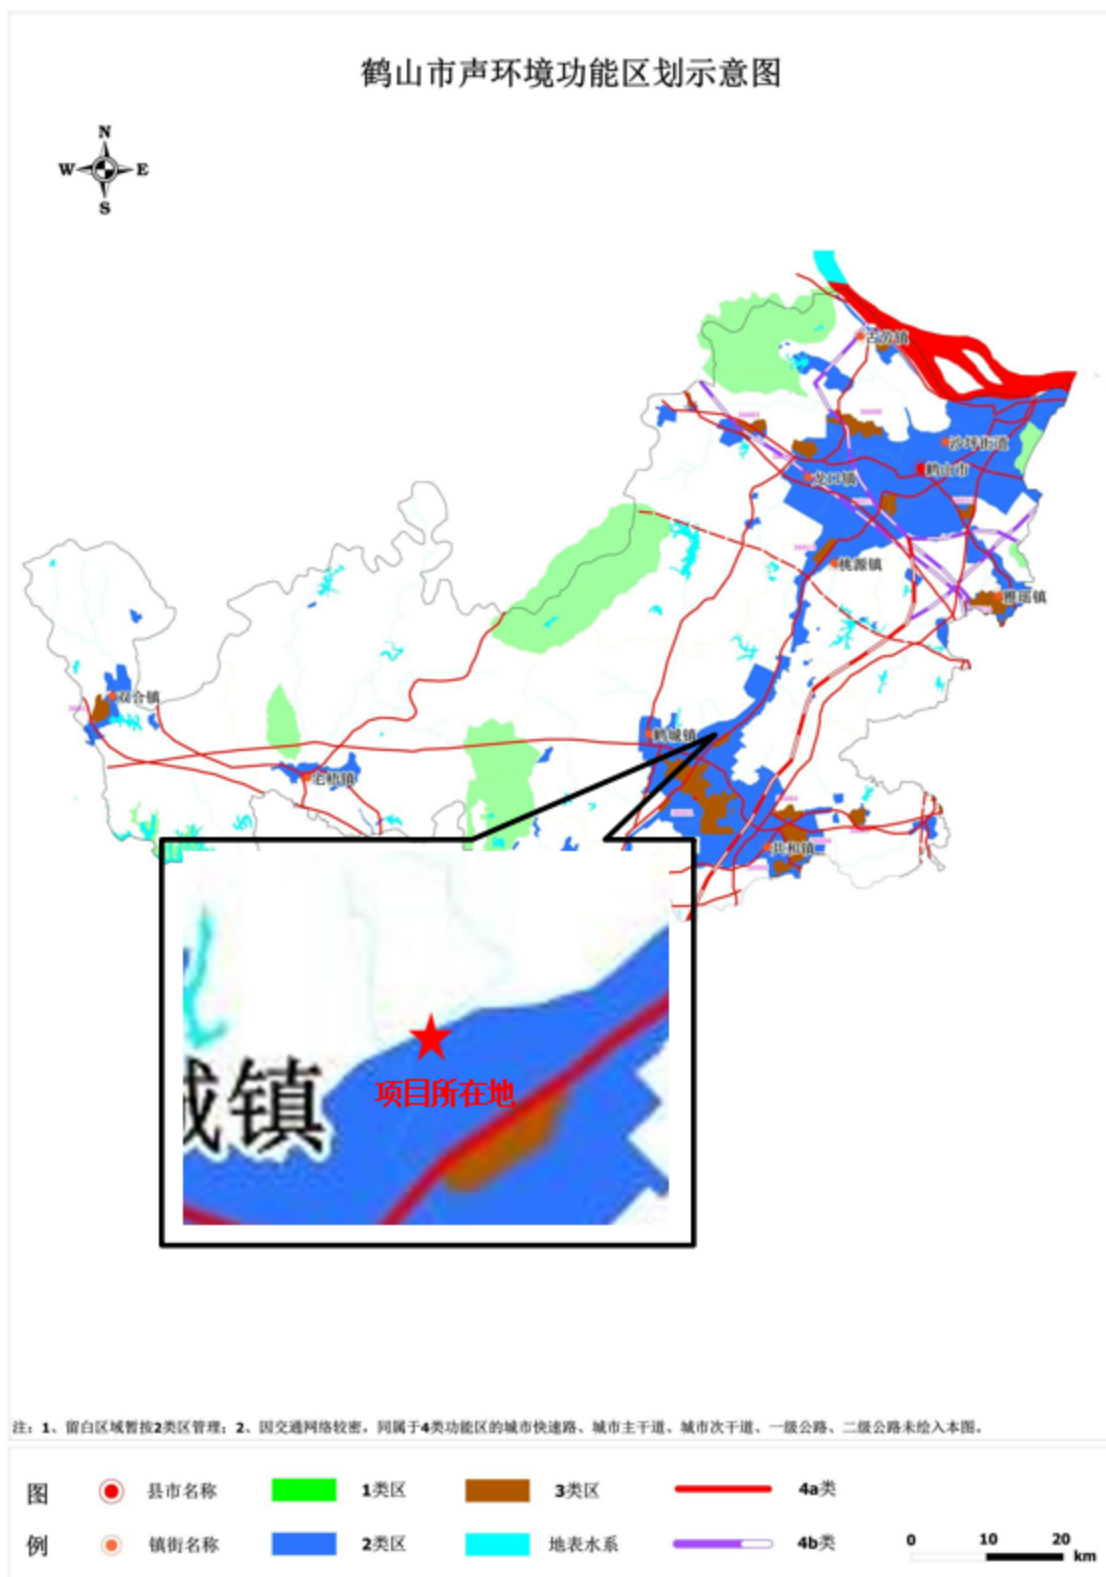 鹤山市声环境功能区划示意图
N
W E
S
古劳镇
沙坪街道
鹤山市
龙口镇
桃源镇
雅瑶镇
双合镇
鹤城镇
宅梧镇
共和镇
城镇
项目所在地
注：1、留白区域暂按2类区管理；2、因交通网络较密，同属于4类功能区的城市快速路、城市主干道、城市次干道、一级公路、二级公路未绘入本图。
图 县市名称 1类区 3类区 4a类
例 镇街名称 2类区 地表水系 4b类
0 10 20
km